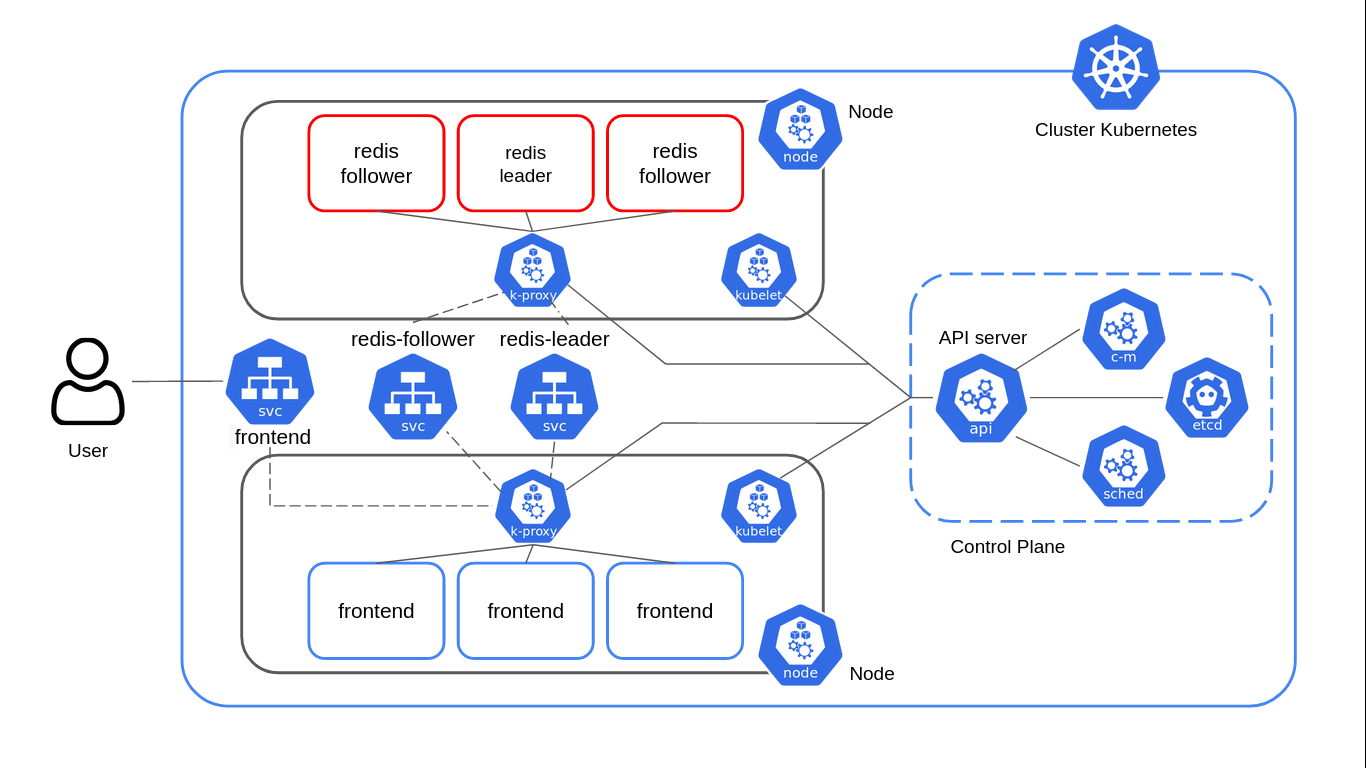 Cluster Kubernetes
Node
node
redis
follower
redis
leader
redis
follower
k-proxy
kubelet
redis-follower
redis-leader
svc
frontend
svc
svc
User
API server
api
c-m
etcd
sched
Control Plane
k-proxy
kubelet
frontend
frontend
frontend
node
Node